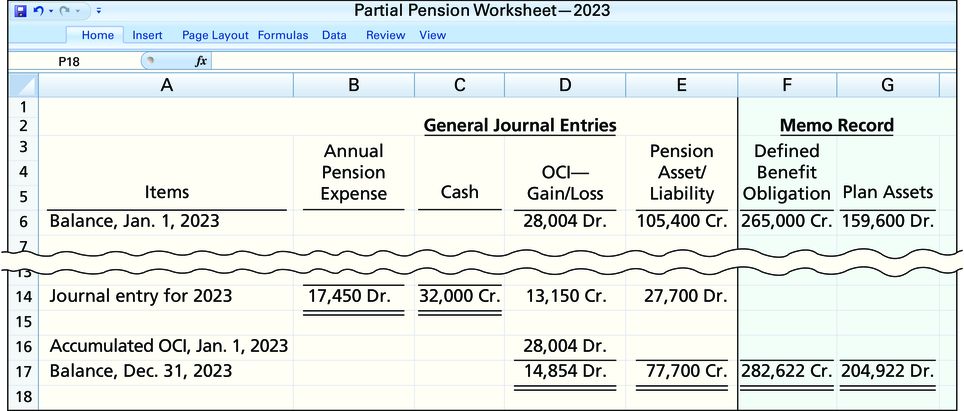 Partial Pension Worksheet—2023
Home Insert Page Layout Formulas Data Review View
P18 fx
A B C D E F G
1
2 General Journal Entries Memo Record
3 Annual Pension Defined
4 Pension OCI— Asset/ Benefit
5 Items Expense Cash Gain/Loss Liability Obligation Plan Assets
6 Balance, Jan. 1, 2023 28,004 Dr. 105,400 Cr. 265,000 Cr. 159,600 Dr.
7
13
14 Journal entry for 2023 17,450 Dr. 32,000 Cr. 13,150 Cr. 27,700 Dr.
15
16 Accumulated OCI, Jan. 1, 2023 28,004 Dr.
17 Balance, Dec. 31, 2023 14,854 Dr. 77,700 Cr. 282,622 Cr. 204,922 Dr.
18